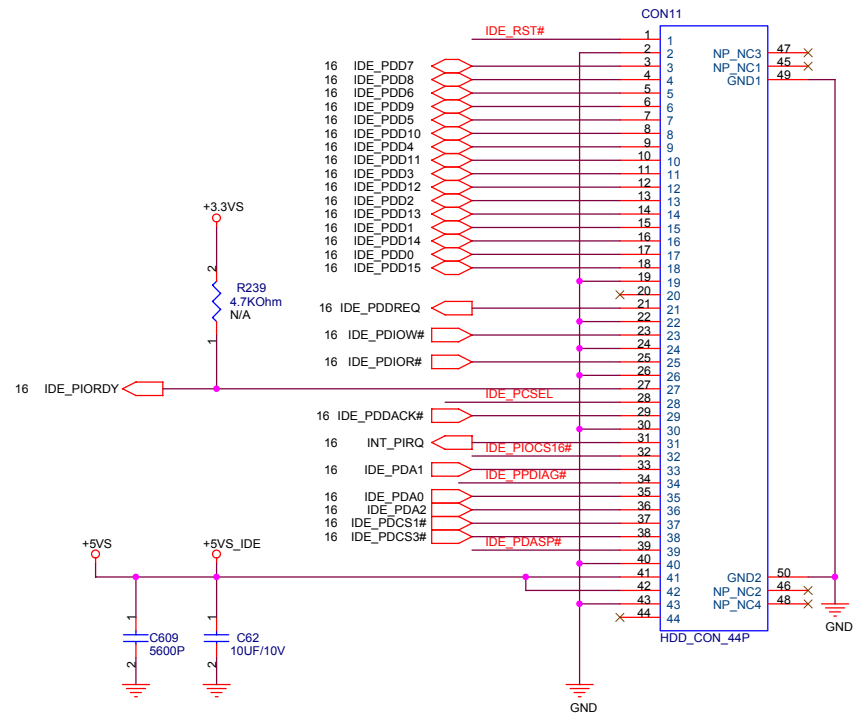 CON11
IDE_RST# 1 1
2 2 NP_NC3 47
16 IDE_PDD7 3 3 NP_NC1 45
16 IDE_PDD8 4 4 GND1 49
16 IDE_PDD6 5 5
16 IDE_PDD9 6 6
16 IDE_PDD5 7 7
16 IDE_PDD10 8 8
16 IDE_PDD4 9 9
16 IDE_PDD11 10 10
16 IDE_PDD3 11 11
16 IDE_PDD12 12 12
16 IDE_PDD2 13 13
16 IDE_PDD13 14 14
16 IDE_PDD1 15 15
16 IDE_PDD14 16 16
16 IDE_PDD0 17 17
16 IDE_PDD15 18 18
19 19
20 20
16 IDE_PDDREQ 21 21
22 22
16 IDE_PDIOW# 23 23
24 24
16 IDE_PDIOR# 25 25
26 26
16 IDE_PIORDY 27 27
IDE_PCSEL 28 28
16 IDE_PDDACK# 29 29
30 30
16 INT_PIRQ 31 31
IDE_PIOCS16# 32 32
16 IDE_PDA1 33 33
IDE_PPDIAG# 34 34
16 IDE_PDA0 35 35
16 IDE_PDA2 36 36
16 IDE_PDCS1# 37 37
16 IDE_PDCS3# 38 38
IDE_PDASP# 39 39
40 40
41 41 GND2 50
42 42 NP_NC2 46
43 43 NP_NC4 48
44 44
HDD_CON_44P
GND
GND
+3.3VS
2
R239
4.7KOhm
N/A
1
+5VS
+5VS_IDE
1
C609
5600P
2
1
C62
10UF/10V
2